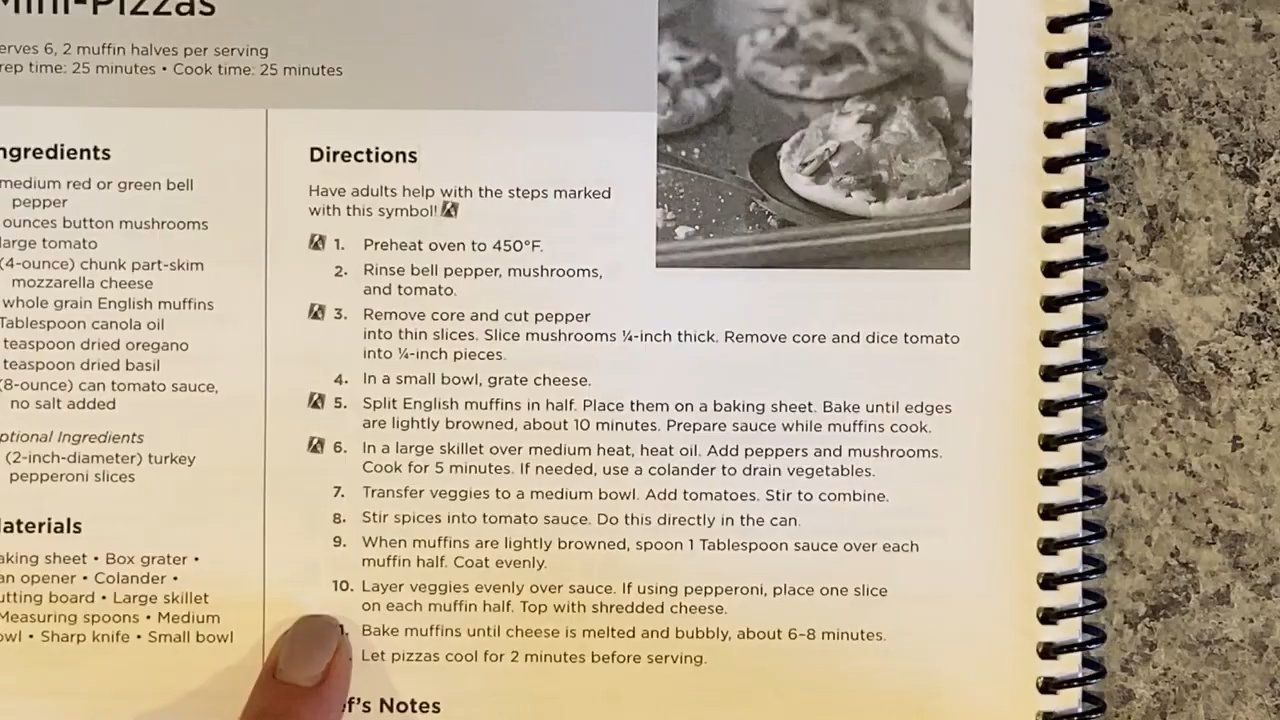 Mini-Pizzas
erves 6, 2 muffin halves per serving
rep time: 25 minutes • Cook time: 25 minutes
ngredients
medium red or green bell
pepper
ounces button mushrooms
large tomato
(4-ounce) chunk part-skim
mozzarella cheese
whole grain English muffins
Tablespoon canola oil
teaspoon dried oregano
teaspoon dried basil
(8-ounce) can tomato sauce,
no salt added
ptional Ingredients
(2-inch-diameter) turkey
pepperoni slices
aterials
aking sheet • Box grater •
an opener • Colander •
utting board • Large skillet
Measuring spoons • Medium
owl • Sharp knife • Small bowl
Directions
Have adults help with the steps marked
with this symbol!
1. Preheat oven to 450°F.
2. Rinse bell pepper, mushrooms,
and tomato.
3. Remove core and cut pepper
into thin slices. Slice mushrooms ¼-inch thick. Remove core and dice tomato
into ¼-inch pieces.
4. In a small bowl, grate cheese.
5. Split English muffins in half. Place them on a baking sheet. Bake until edges
are lightly browned, about 10 minutes. Prepare sauce while muffins cook.
6. In a large skillet over medium heat, heat oil. Add peppers and mushrooms.
Cook for 5 minutes. If needed, use a colander to drain vegetables.
7. Transfer veggies to a medium bowl. Add tomatoes. Stir to combine.
8. Stir spices into tomato sauce. Do this directly in the can.
9. When muffins are lightly browned, spoon 1 Tablespoon sauce over each
muffin half. Coat evenly.
10. Layer veggies evenly over sauce. If using pepperoni, place one slice
on each muffin half. Top with shredded cheese.
1. Bake muffins until cheese is melted and bubbly, about 6–8 minutes.
. Let pizzas cool for 2 minutes before serving.
ef's Notes